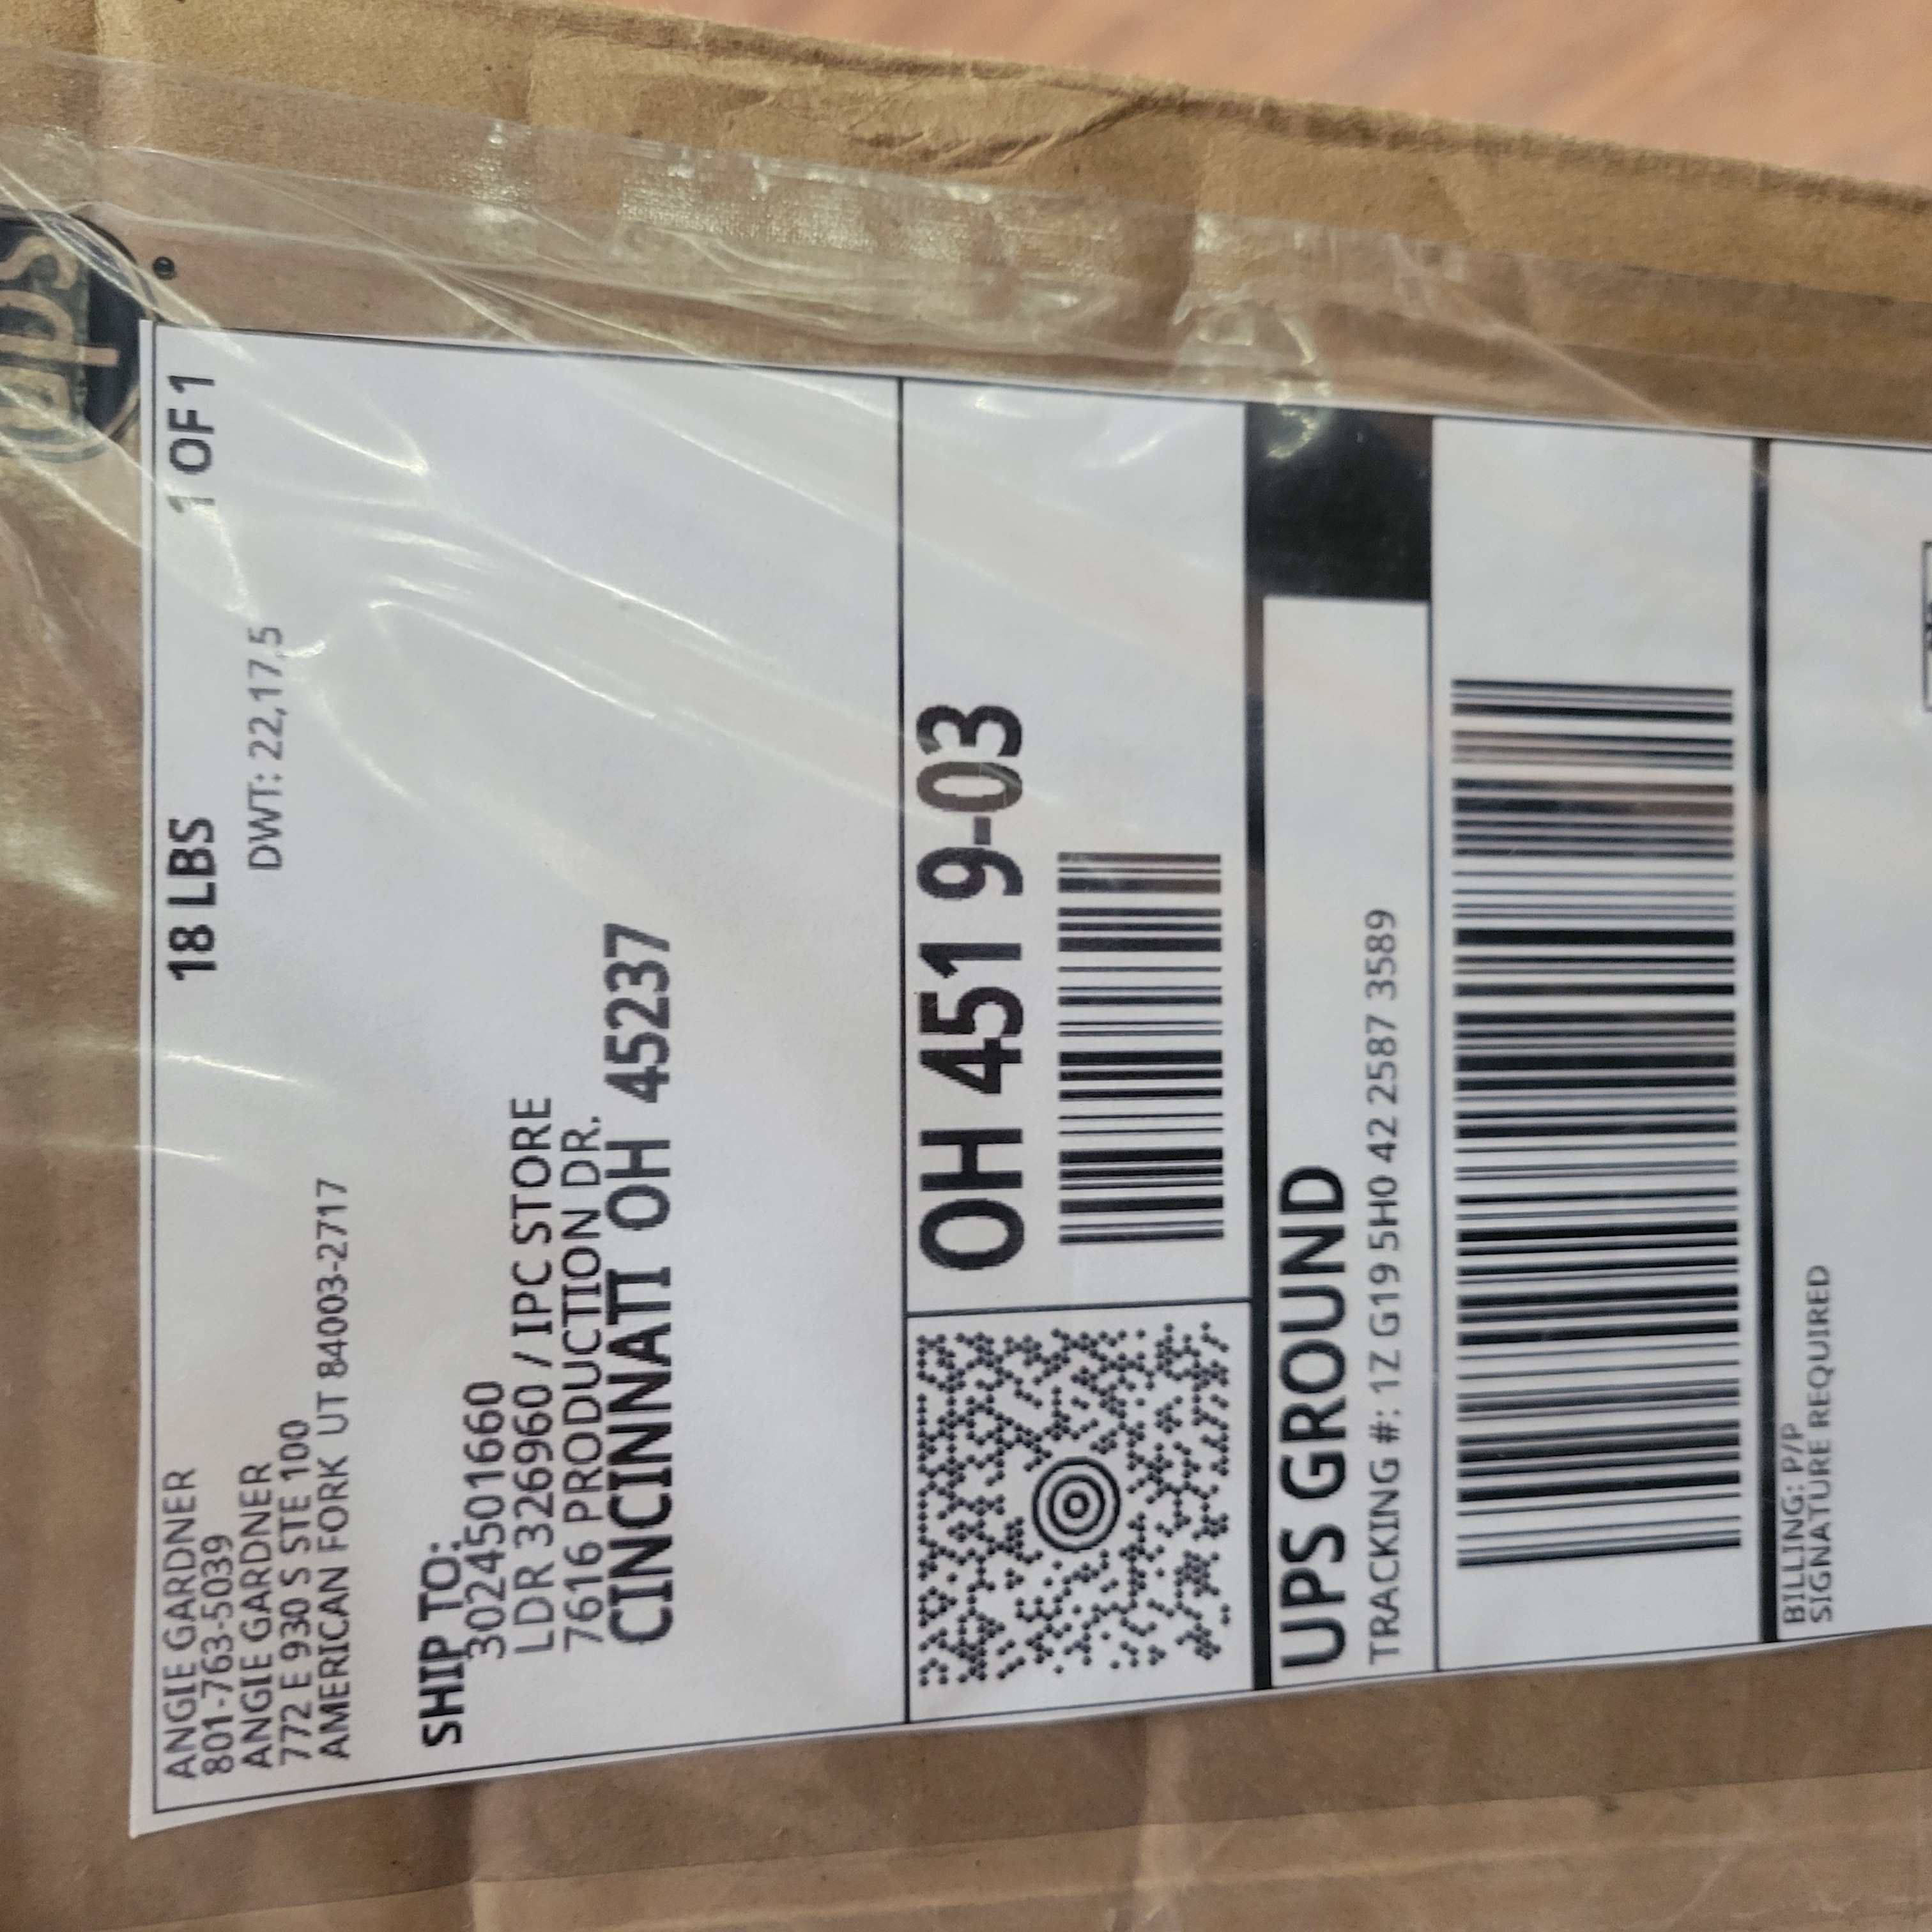 ups
ANGIE GARDNER
801-763-5039
ANGIE GARDNER
772 E 930 S STE 100
AMERICAN FORK UT 84003-2717
18 LBS
1 OF 1
DWT: 22,17,5
SHIP TO:
3024501660
LDR 326960 / IPC STORE
7616 PRODUCTION DR.
CINCINNATI OH 45237
OH 451 9-03
UPS GROUND
TRACKING #: 1Z G19 5H0 42 2587 3589
BILLING: P/P
SIGNATURE REQUIRED